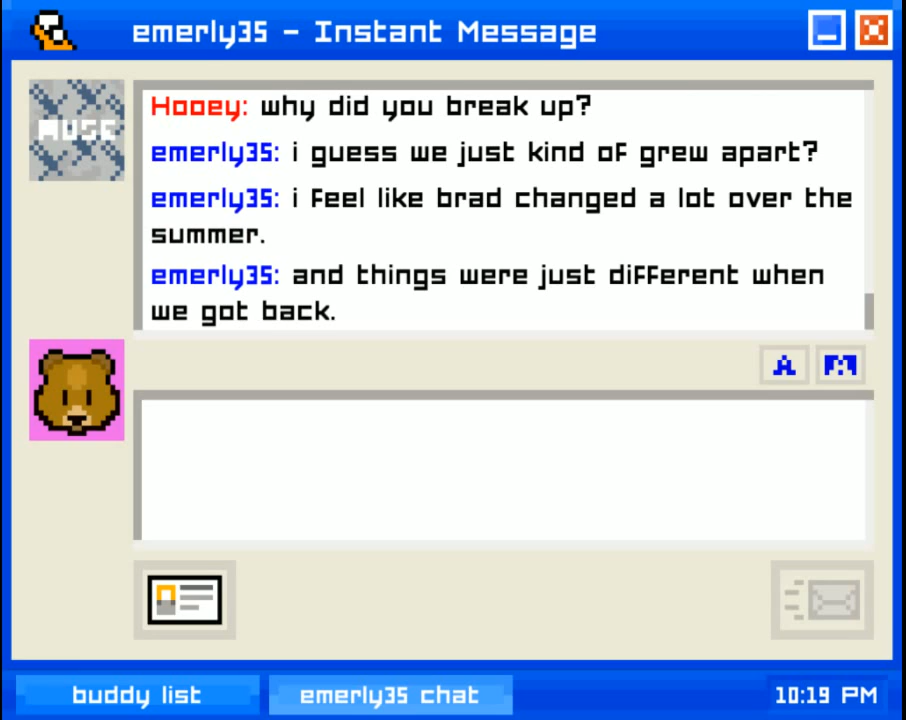 emerly35 - Instant Message
MUSE
Hooey: why did you break up?
emerly35: i guess we just kind of grew apart?
emerly35: i feel like brad changed a lot over the
summer.
emerly35: and things were just different when
we got back.
A
buddy list
emerly35 chat
10:19 PM